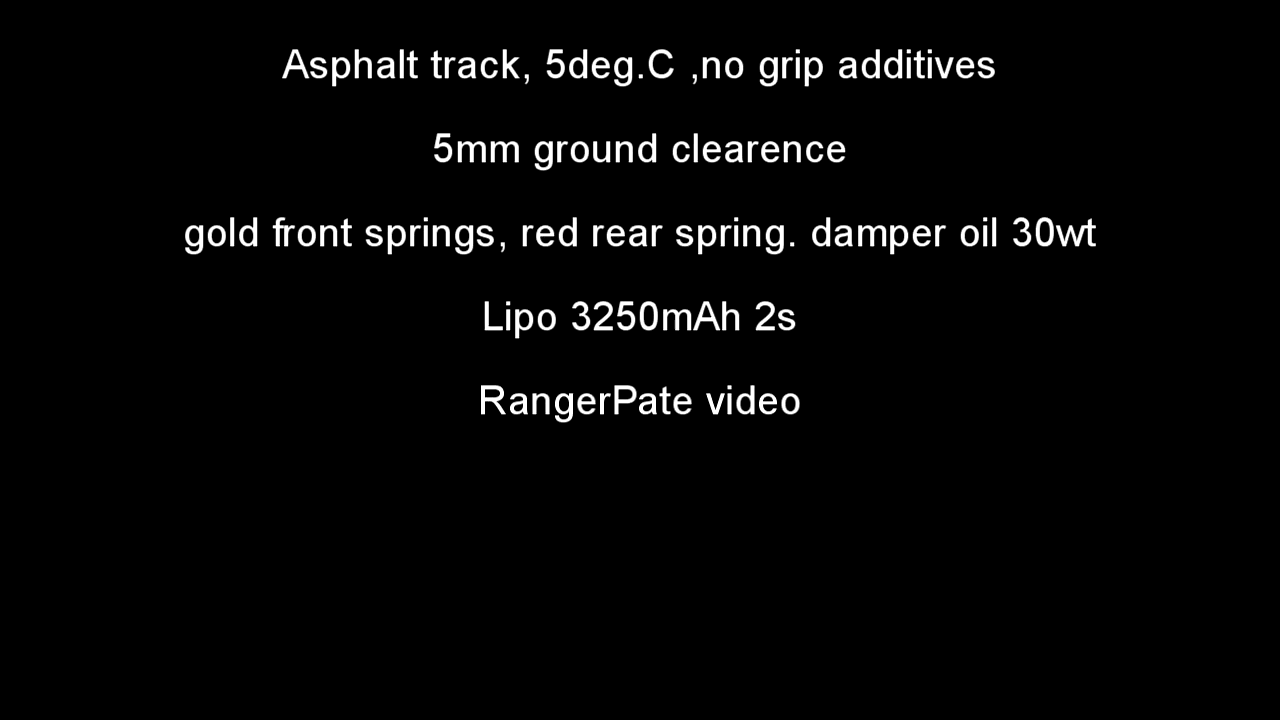 Asphalt track, 5deg.C ,no grip additives
5mm ground clearence
gold front springs, red rear spring. damper oil 30wt
Lipo 3250mAh 2s
RangerPate video